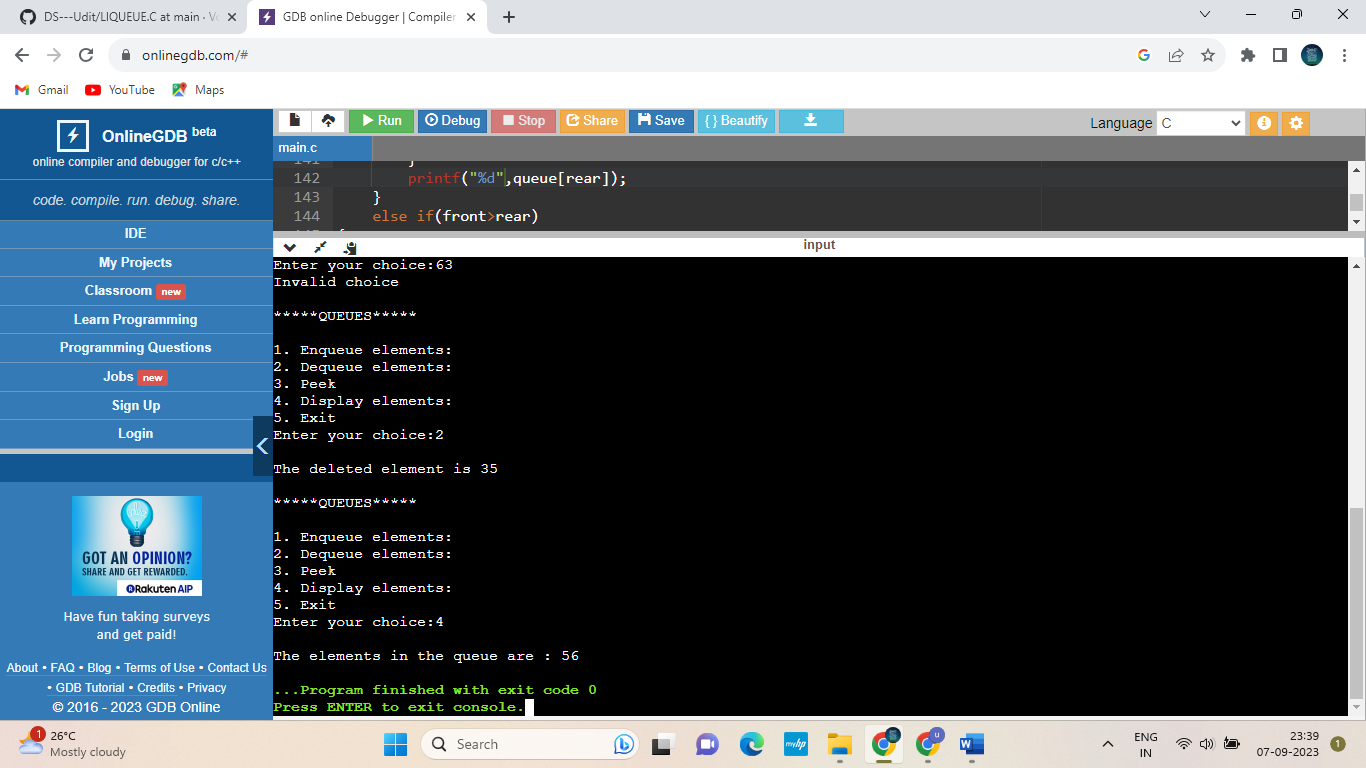 DS---Udit/LIQUEUE.C at main · Vo
GDB online Debugger | Compiler
onlinegdb.com/#
Gmail
YouTube
Maps
OnlineGDB beta
online compiler and debugger for c/c++
code. compile. run. debug. share.
IDE
My Projects
Classroom new
Learn Programming
Programming Questions
Jobs new
Sign Up
Login
GOT AN OPINION?
SHARE AND GET REWARDED.
Rakuten AIP
Have fun taking surveys
and get paid!
About • FAQ • Blog • Terms of Use • Contact Us
• GDB Tutorial • Credits • Privacy
© 2016 - 2023 GDB Online
Run Debug Stop Share Save { } Beautify
Language C
main.c
141 }
142 printf("%d",queue[rear]);
143 }
144 else if(front>rear)
input
Enter your choice:63
Invalid choice
*****QUEUES*****
1. Enqueue elements:
2. Dequeue elements:
3. Peek
4. Display elements:
5. Exit
Enter your choice:2
The deleted element is 35
*****QUEUES*****
1. Enqueue elements:
2. Dequeue elements:
3. Peek
4. Display elements:
5. Exit
Enter your choice:4
The elements in the queue are : 56
...Program finished with exit code 0
Press ENTER to exit console.
1
26°C
Mostly cloudy
Search
myhp
u
W
ENG
IN
23:39
07-09-2023
1